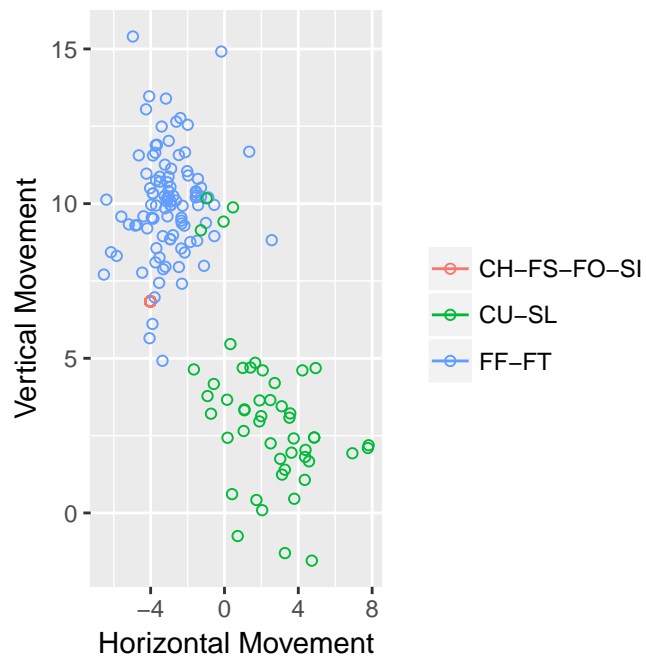 15
10
5
0
Vertical Movement
−4 0 4 8
Horizontal Movement
CH−FS−FO−SI
CU−SL
FF−FT